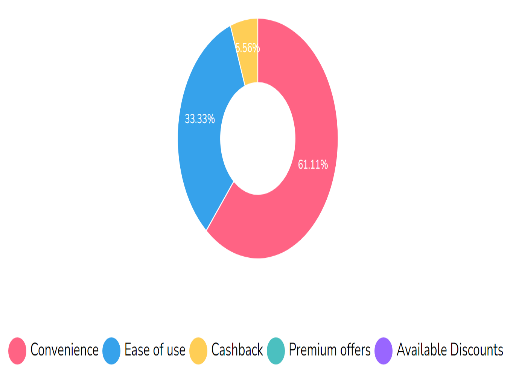 5.56%
33.33%
61.11%
Convenience Ease of use Cashback Premium offers Available Discounts